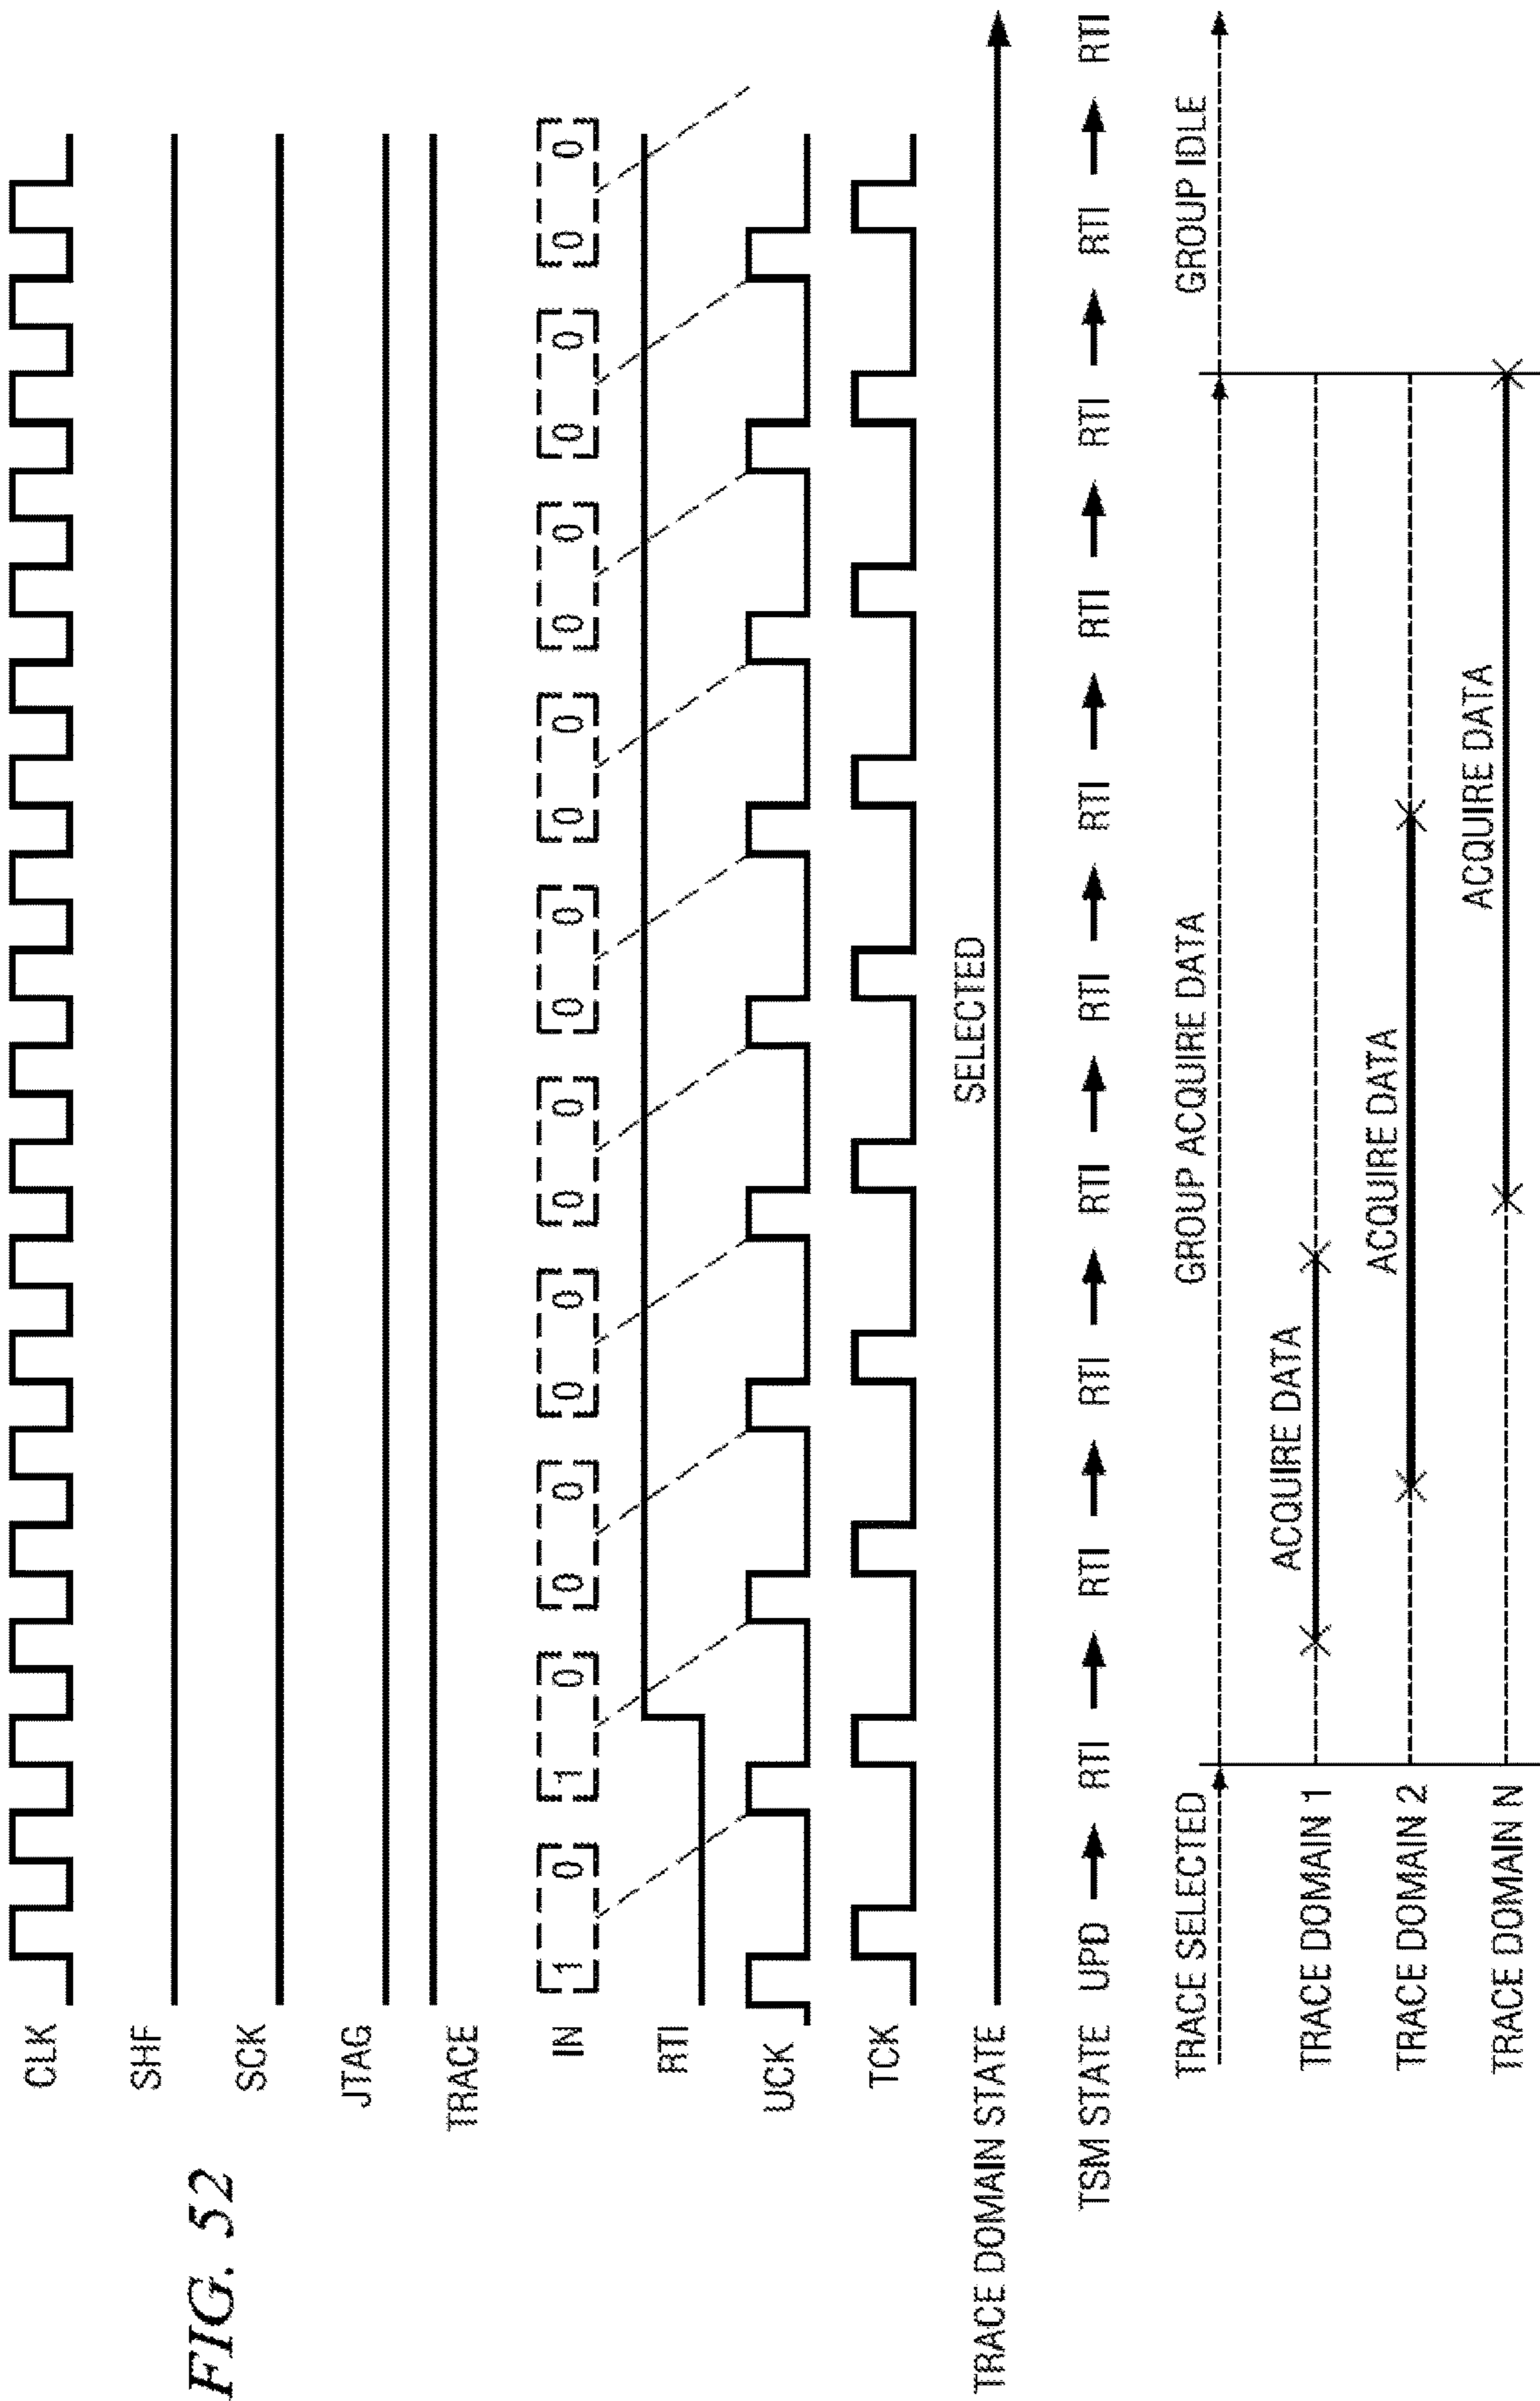 FIG. 52
CLK
SHF
SCK
JTAG
TRACE
IN 1 0 1 0 0 0 0 0 0 0 0 0 0 0 0 0 0 0 0 0
RTI
UCK
TCK
SELECTED
TRACE DOMAIN STATE
TSM STATE UPD RTI RTI RTI RTI RTI RTI RTI RTI RTI RTI
TRACE SELECTED GROUP ACQUIRE DATA GROUP IDLE
ACQUIRE DATA
TRACE DOMAIN 1
ACQUIRE DATA
TRACE DOMAIN 2
ACQUIRE DATA
TRACE DOMAIN N